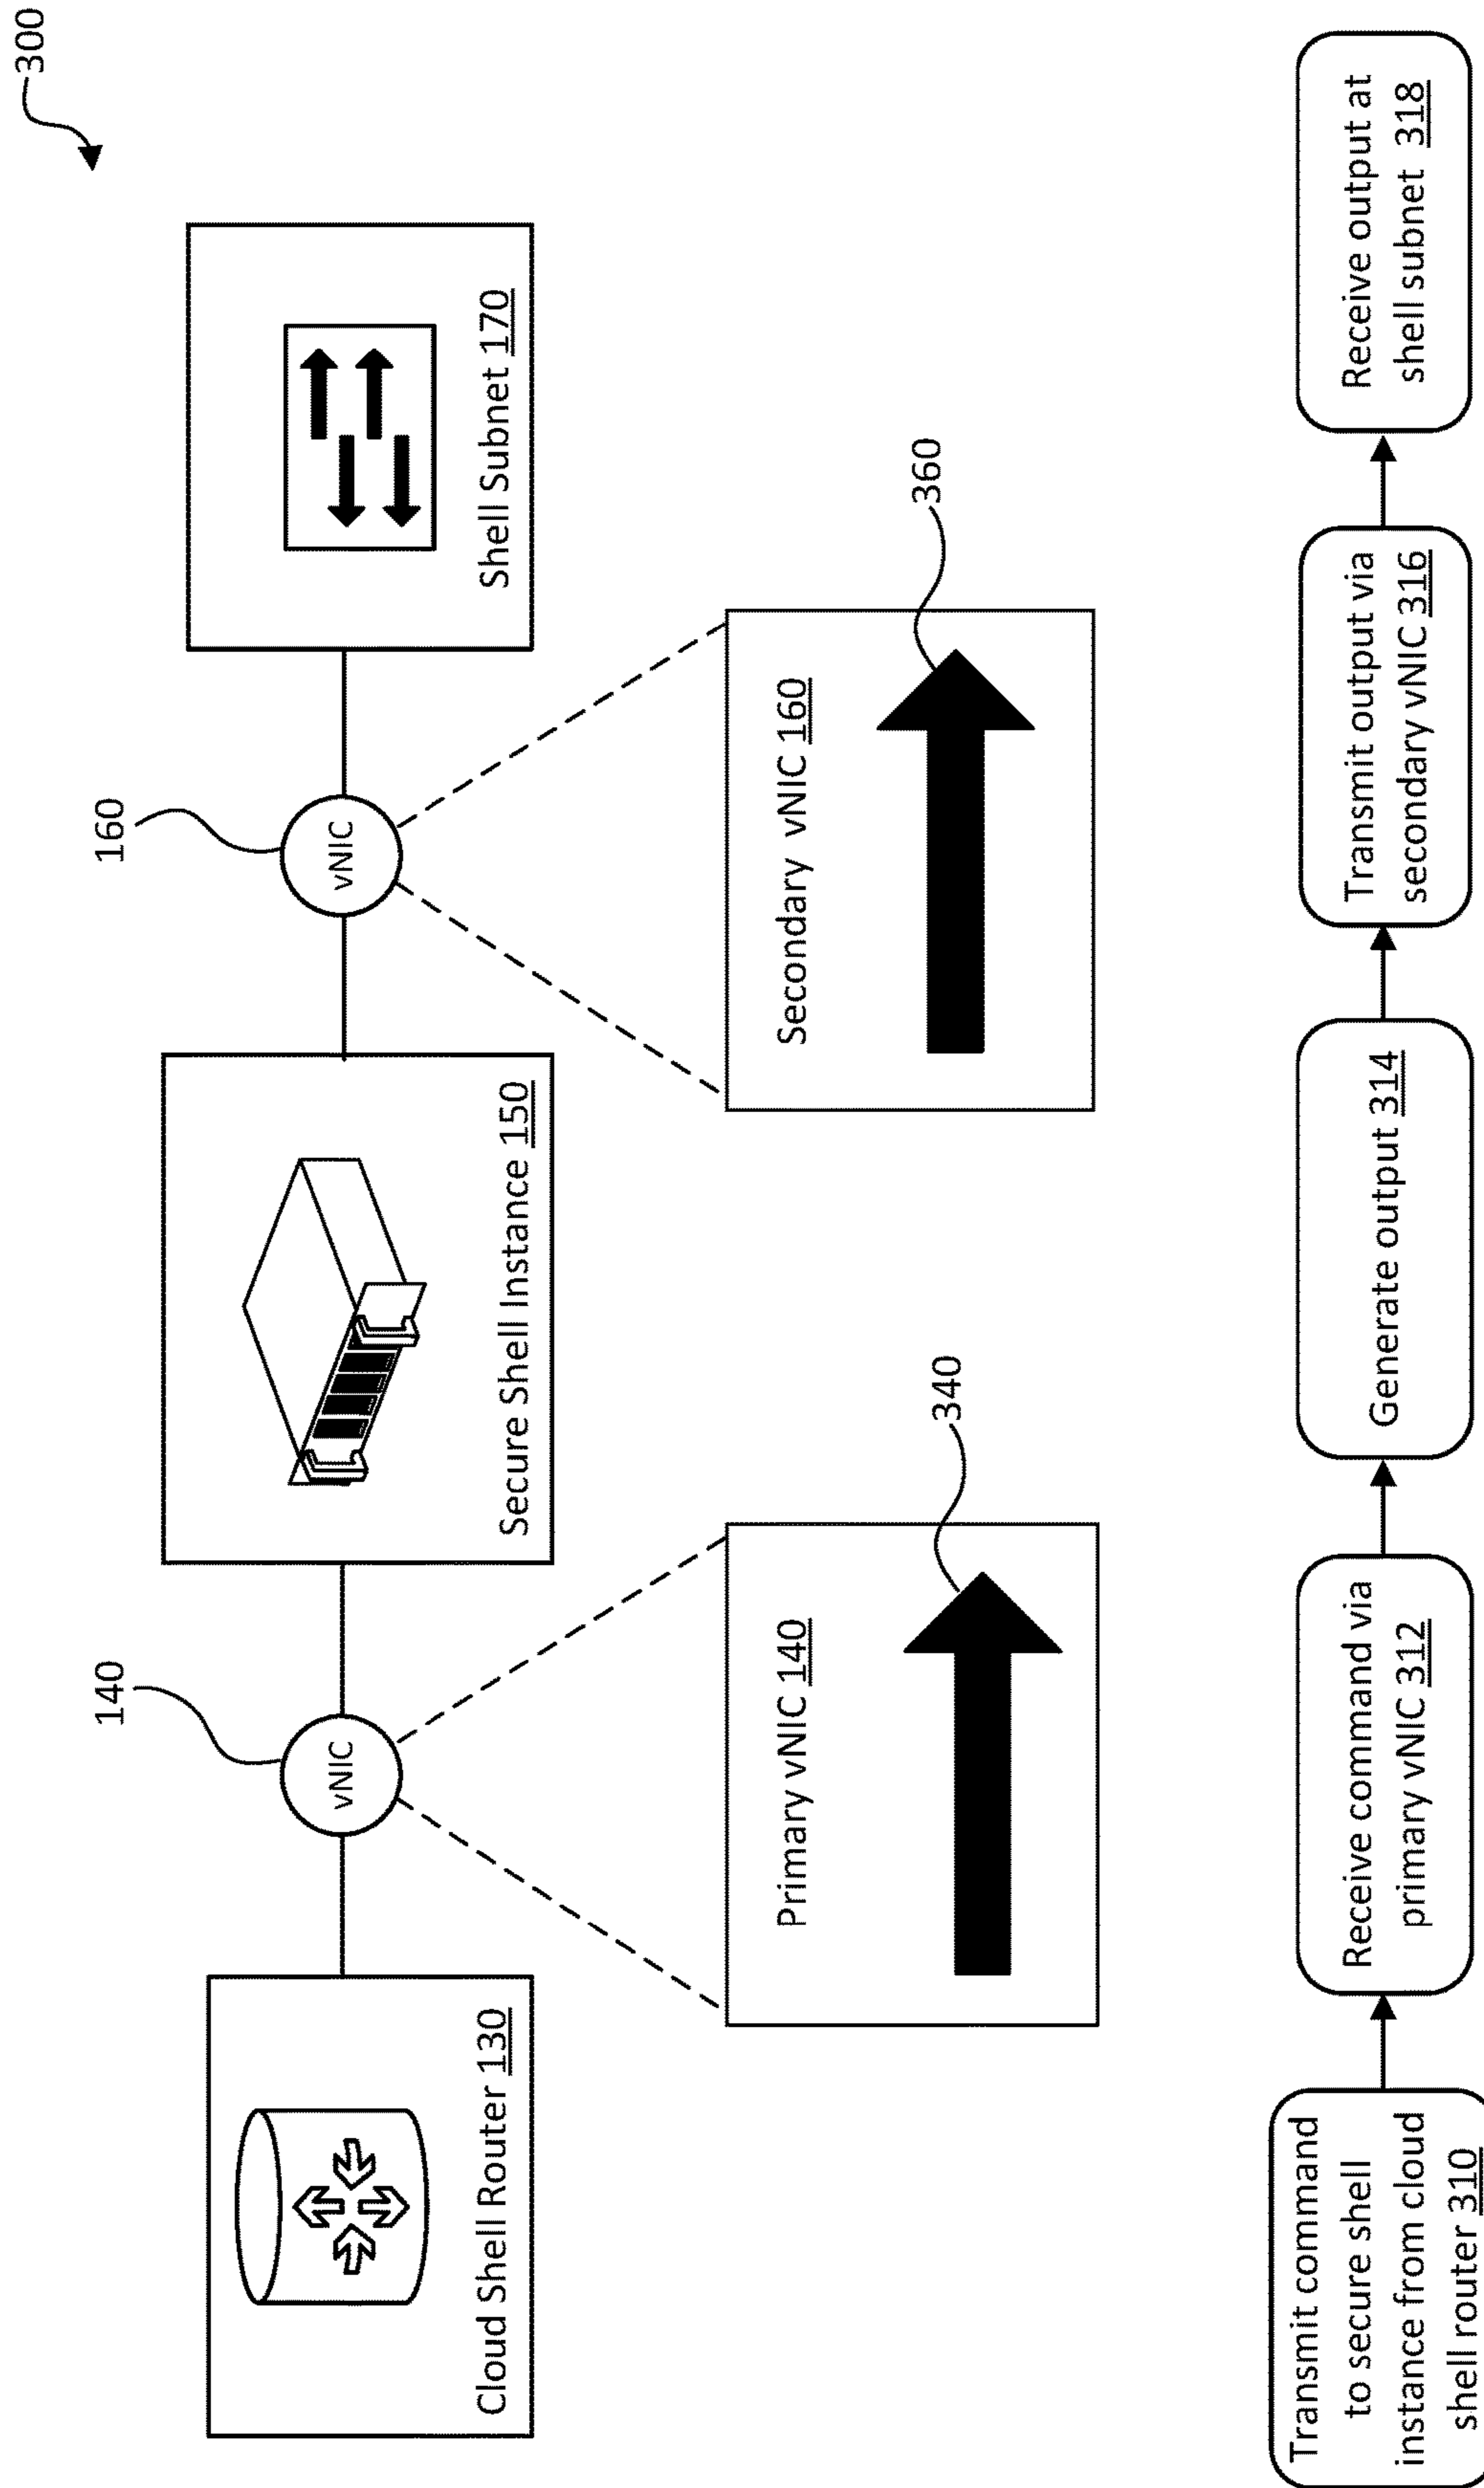 300
160
140
vNIC
vNIC
Cloud Shell Router 130
Secure Shell Instance 150
Shell Subnet 170
340
360
Primary vNIC 140
Secondary vNIC 160
Transmit command
to secure shell
instance from cloud
shell router 310
Receive command via
primary vNIC 312
Generate output 314
Transmit output via
secondary vNIC 316
Receive output at
shell subnet 318